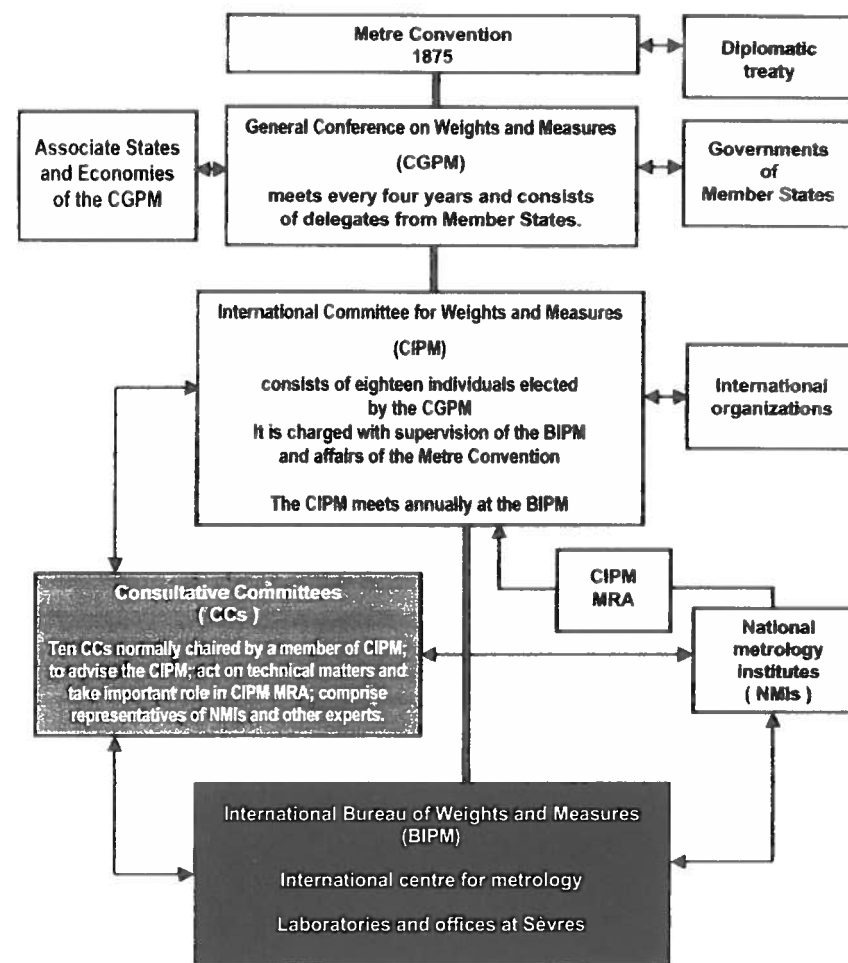 Metre Convention
1875
Diplomatic
treaty
Associate States
and Economies
of the CGPM
General Conference on Weights and Measures
(CGPM)
meets every four years and consists
of delegates from Member States.
Governments
of
Member States
International Committee for Weights and Measures
(CIPM)
consists of eighteen individuals elected
by the CGPM
It is charged with supervision of the BIPM
and affairs of the Metre Convention
The CIPM meets annually at the BIPM
International
organizations
CIPM
MRA
Consultative Committees
( CCs )
Ten CCs normally chaired by a member of CIPM;
to advise the CIPM; act on technical matters and
take important role in CIPM MRA; comprise
representatives of NMIs and other experts.
National
metrology
institutes
( NMIs )
International Bureau of Weights and Measures
(BIPM)
International centre for metrology
Laboratories and offices at Sèvres